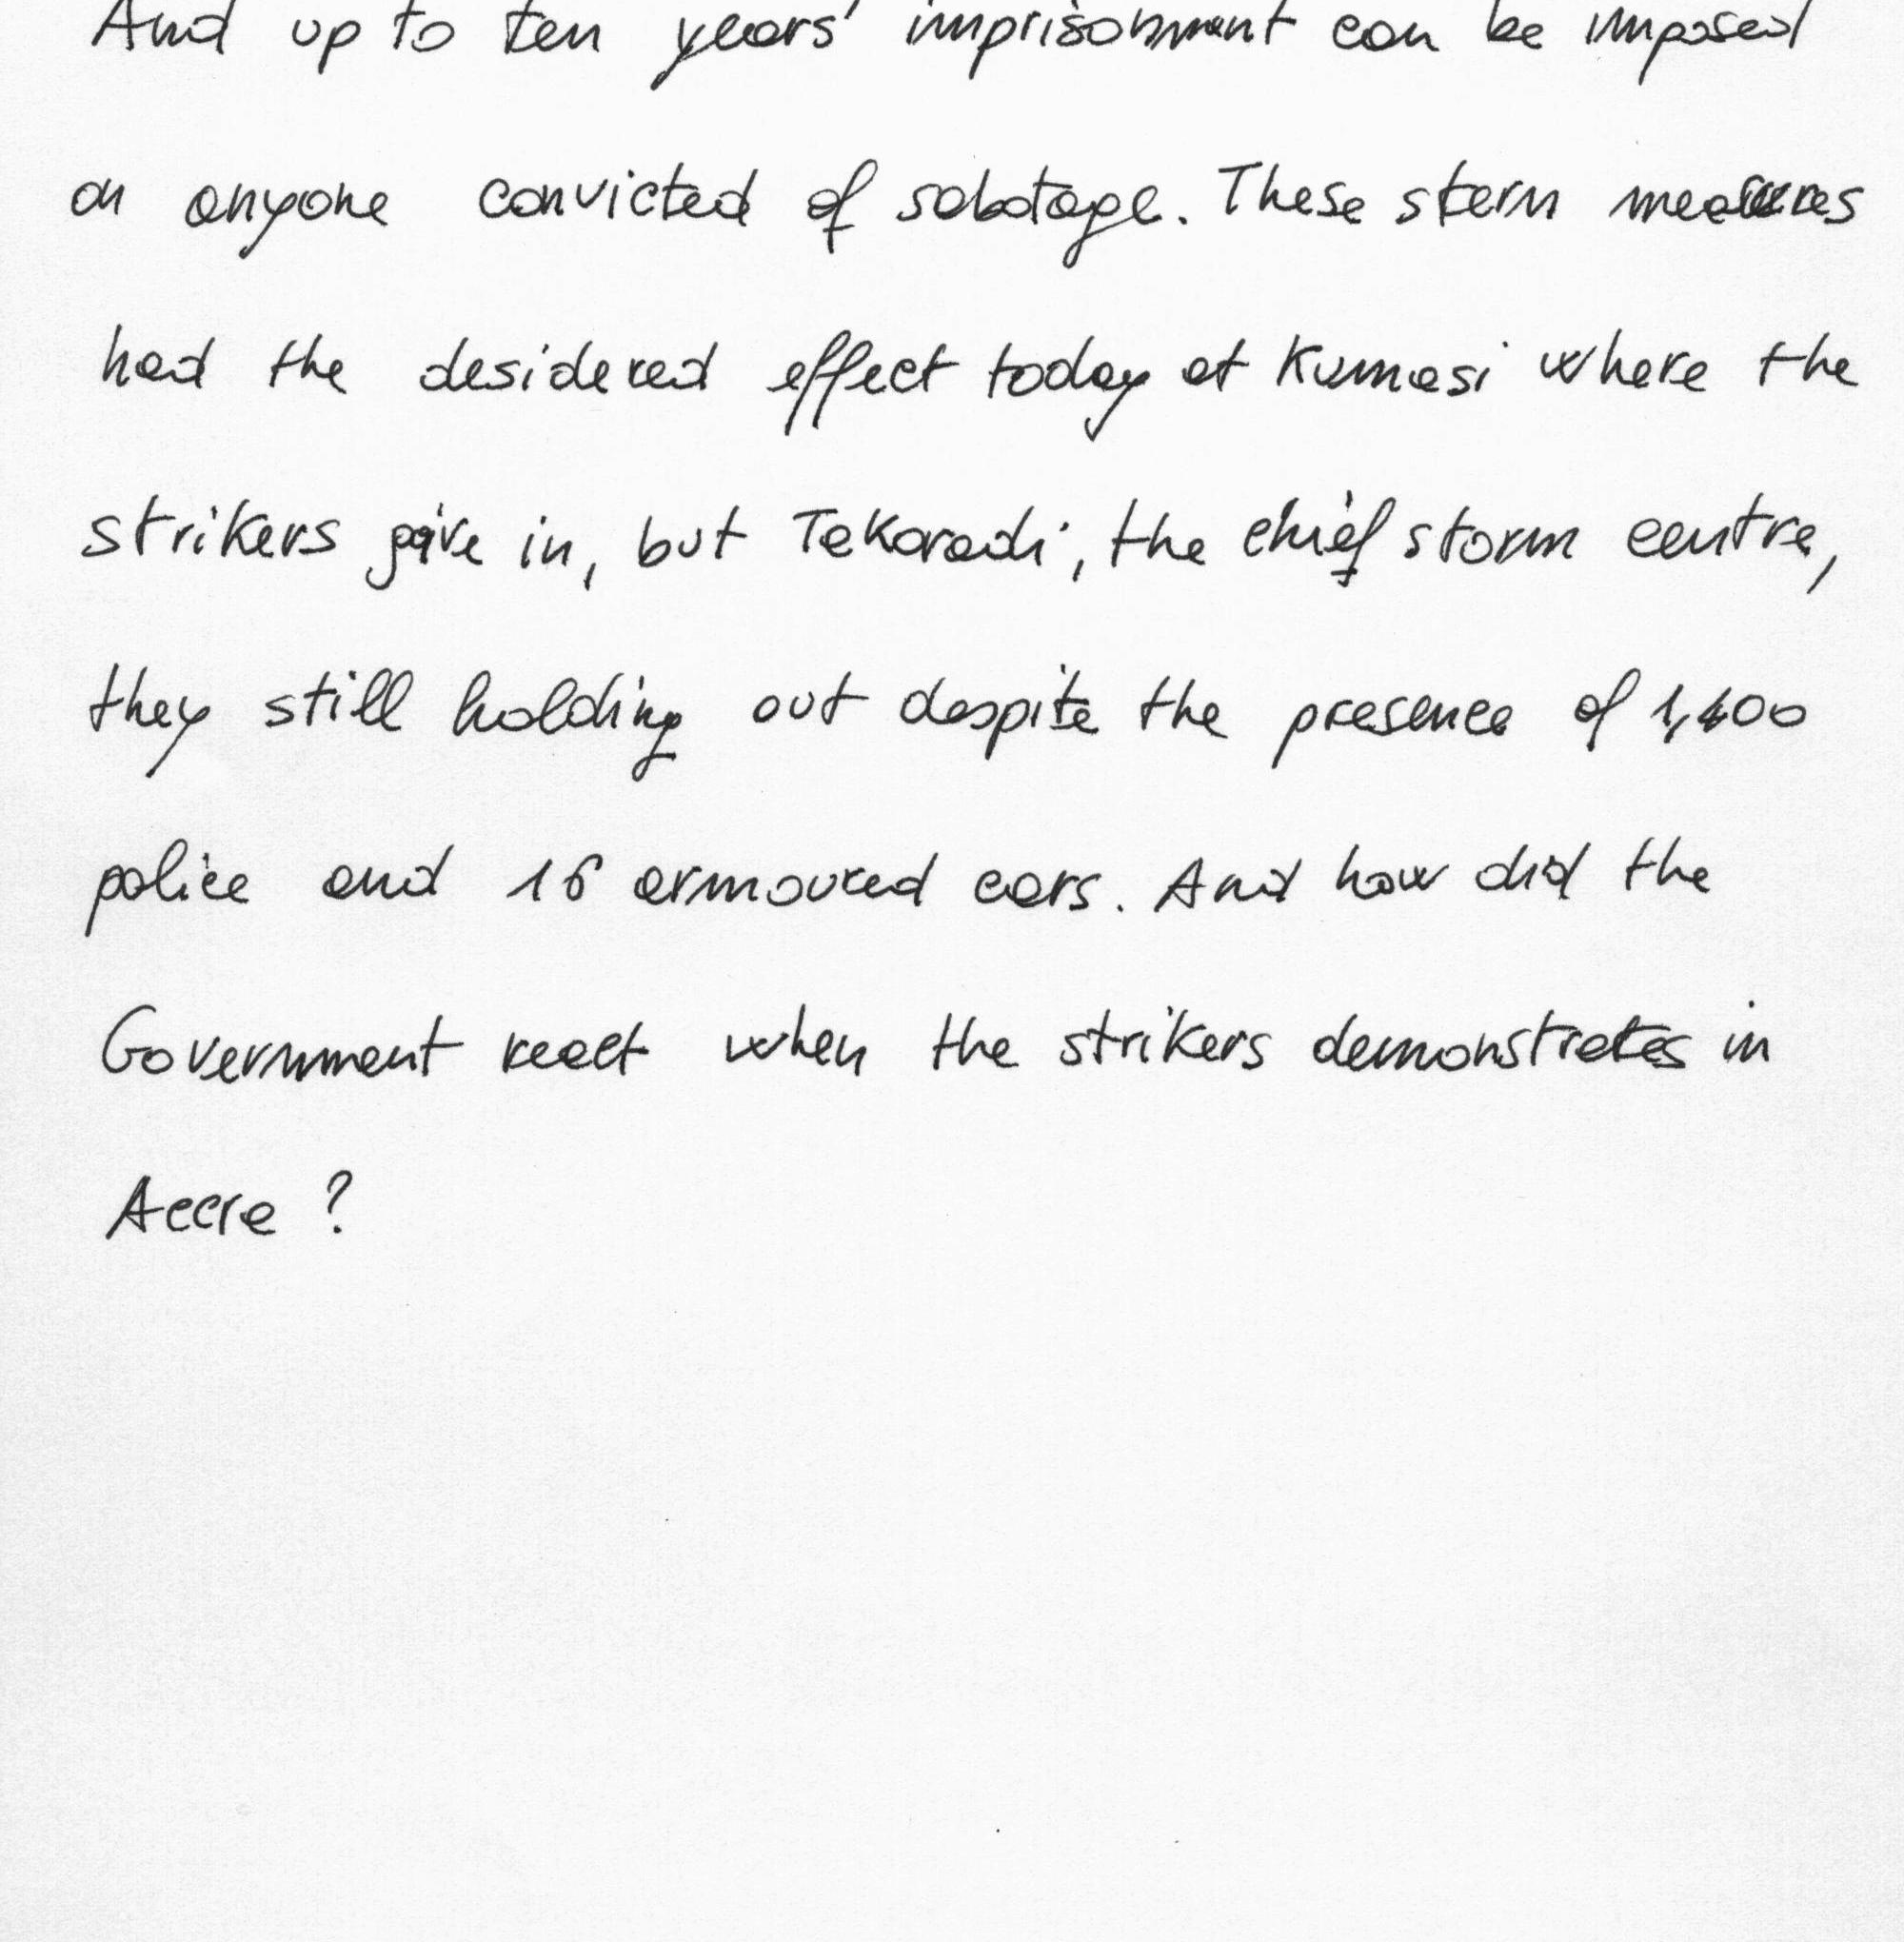 And up to ten years' imprisonment can be imposed
on anyone convicted of sabotage. These stern measures
had the desidered effect today at Kumasi where the
strikers give in, but Takoradi, the chief storm centre,
they still holding out despite the presence of 1,400
police and 16 armoured cars. And how did the
Government react when the strikers demonstrates in
Accra ?